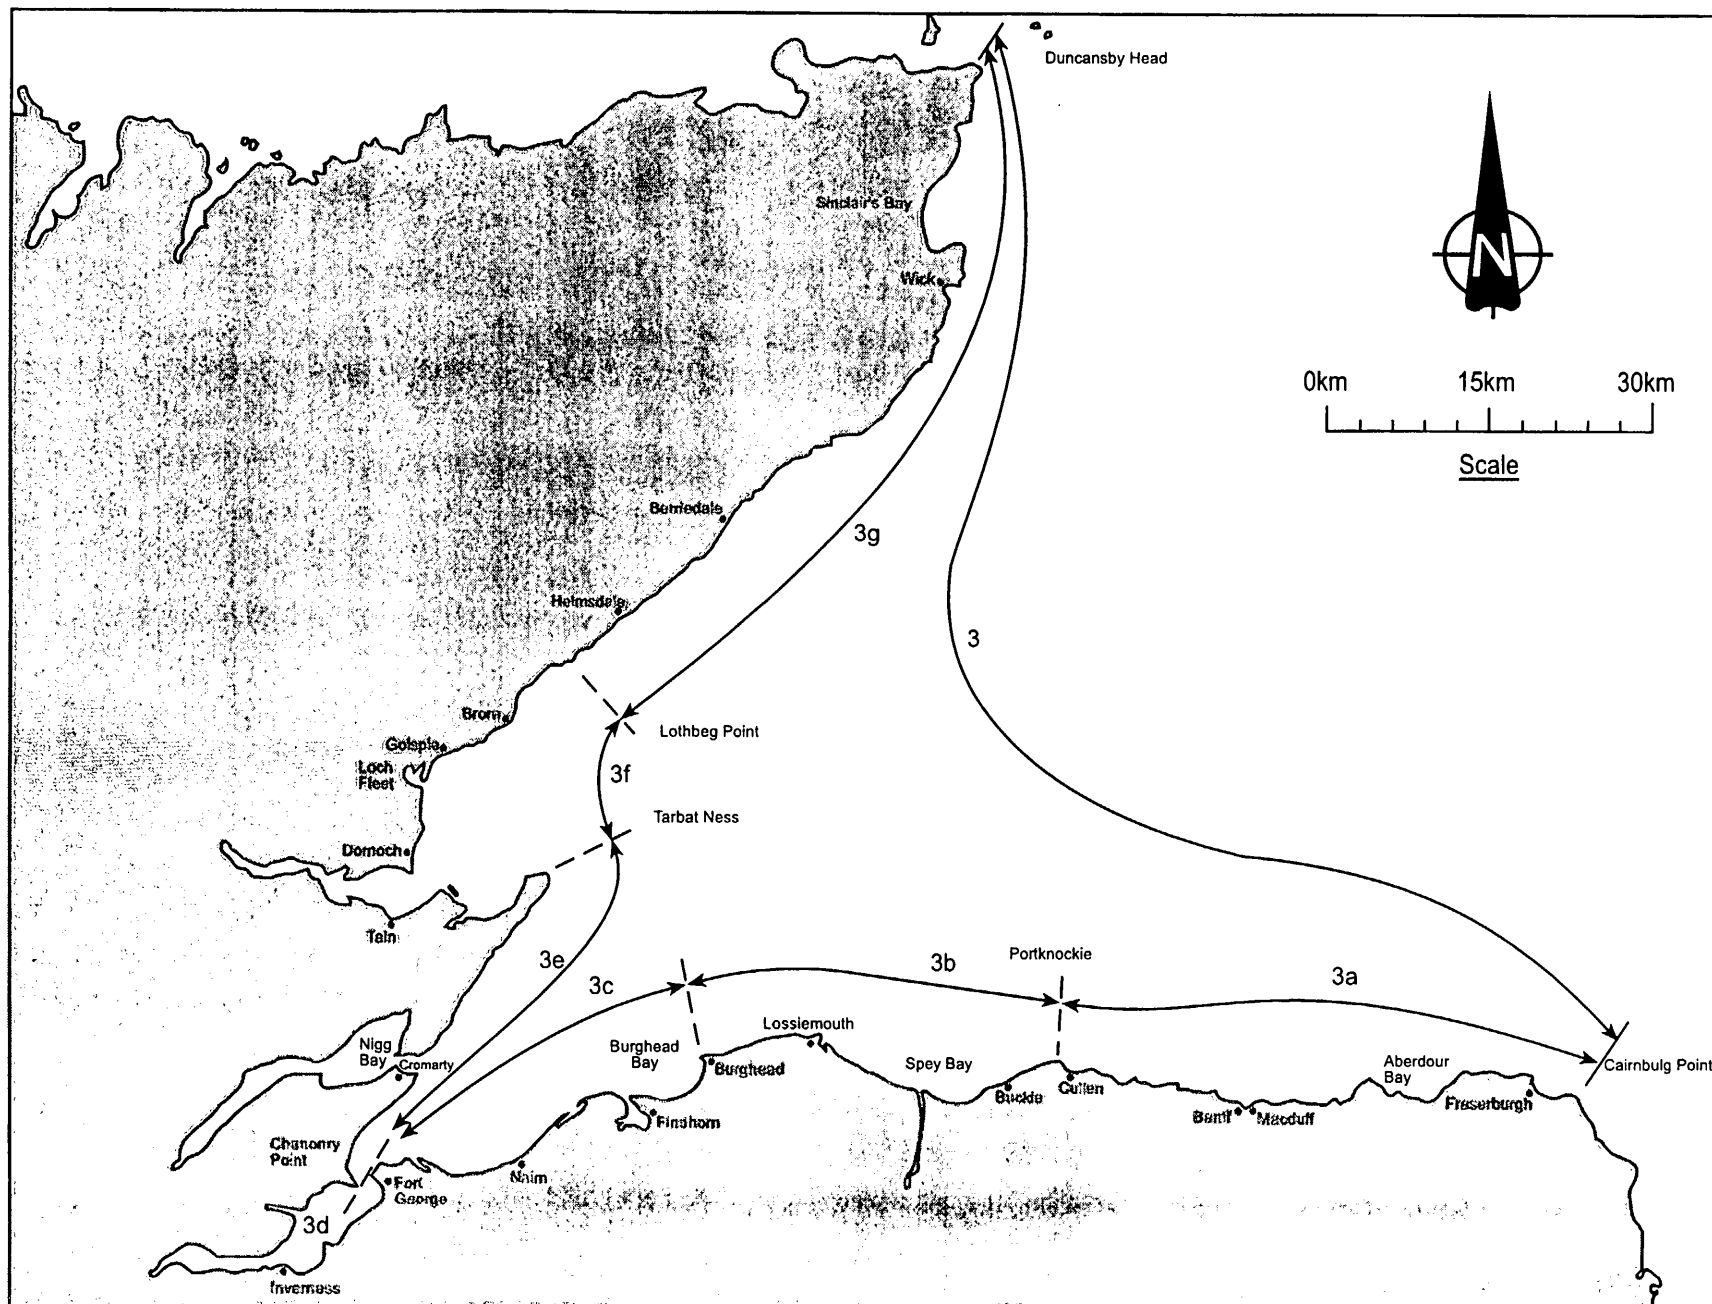 Duncansby Head
Sinclair's Bay
N
Wick
0km 15km 30km
Scale
Berriedale
3g
Helmsdale
3
Brora
Lothbeg Point
Golspie
Loch
Fleet
3f
Tarbat Ness
Dornoch
Tain
3e
3c
3b
Portknockie
3a
Nigg
Bay
Cromarty
Burghead
Bay
Lossiemouth
Burghead
Spey Bay
Buckie
Cullen
Aberdour
Bay
Cairnbulg Point
Fraserburgh
Banff
Macduff
Findhorn
Chanonry
Point
Nairn
Fort
George
3d
Inverness